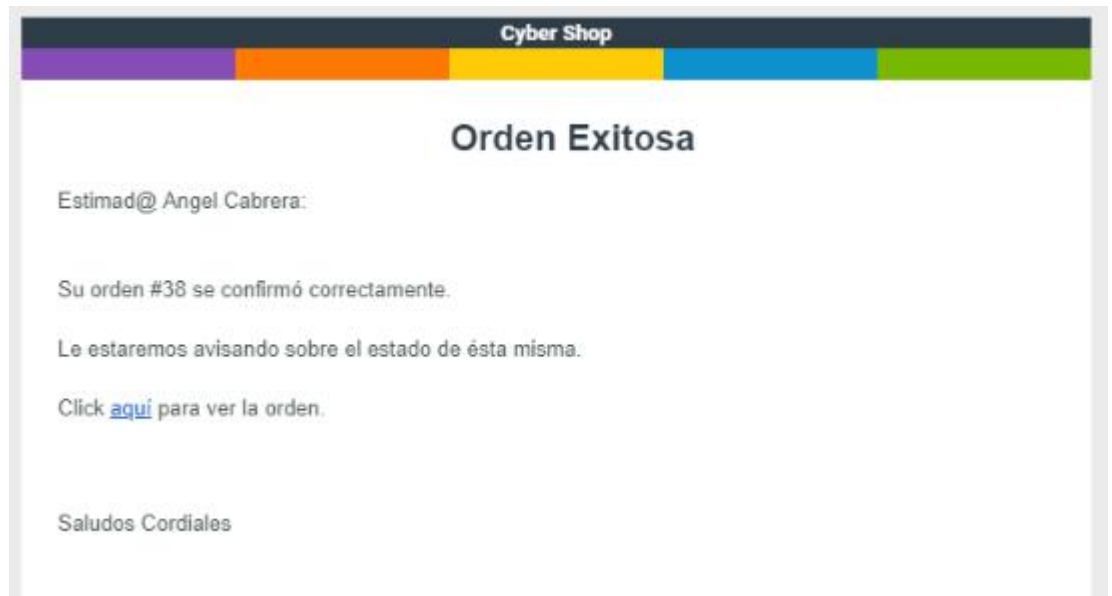 Cyber Shop
Orden Exitosa
Estimad@ Angel Cabrera:
Su orden #38 se confirmó correctamente.
Le estaremos avisando sobre el estado de ésta misma.
Click aquí para ver la orden.
Saludos Cordiales